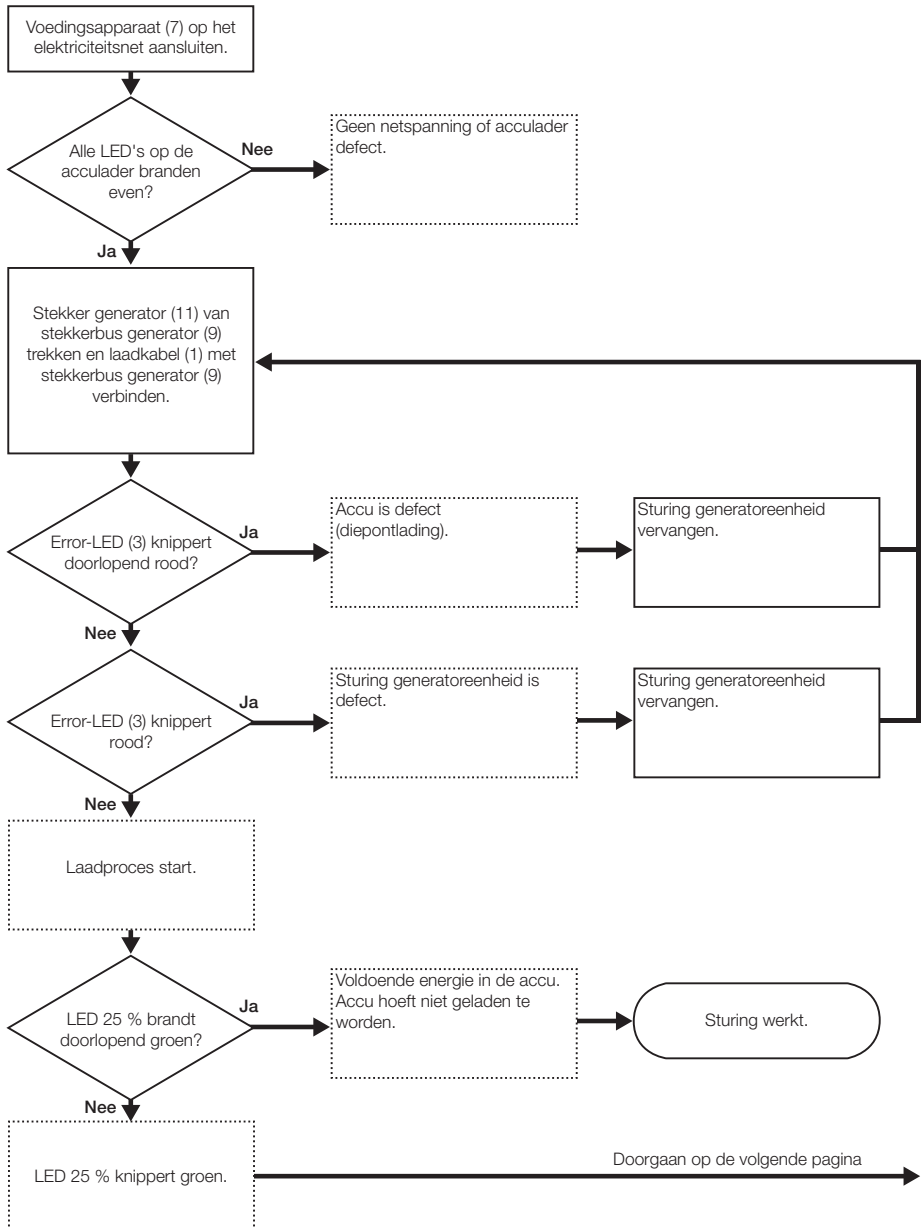 Voedingsapparaat (7) op het
elektriciteitsnet aansluiten.
Alle LED's op de
acculader branden
even?
Nee
Geen netspanning of acculader
defect.
Ja
Stekker generator (11) van
stekkerbus generator (9)
trekken en laadkabel (1) met
stekkerbus generator (9)
verbinden.
Error-LED (3) knippert
doorlopend rood?
Ja
Accu is defect
(diepontlading).
Sturing generatoreenheid
vervangen.
Nee
Error-LED (3) knippert
rood?
Ja
Sturing generatoreenheid is
defect.
Sturing generatoreenheid
vervangen.
Nee
Laadproces start.
LED 25 % brandt
doorlopend groen?
Ja
Voldoende energie in de accu.
Accu hoeft niet geladen te
worden.
Sturing werkt.
Nee
LED 25 % knippert groen.
Doorgaan op de volgende pagina